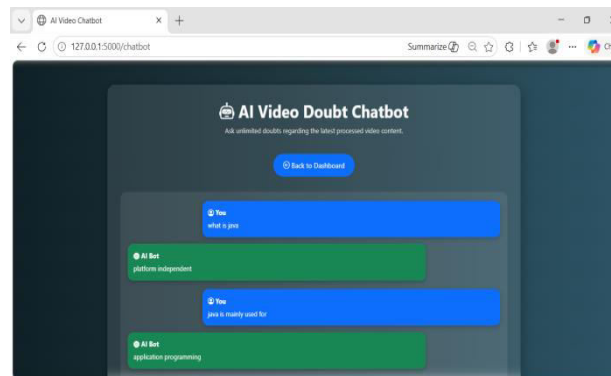 AI Video Chatbot
127.0.0.1:5000/chatbot
Summarize
AI Video Doubt Chatbot
Ask unlimited doubts regarding the latest processed video content.
Back to Dashboard
You
what is java
AI Bot
platform independent
You
java is mainly used for
AI Bot
application programming